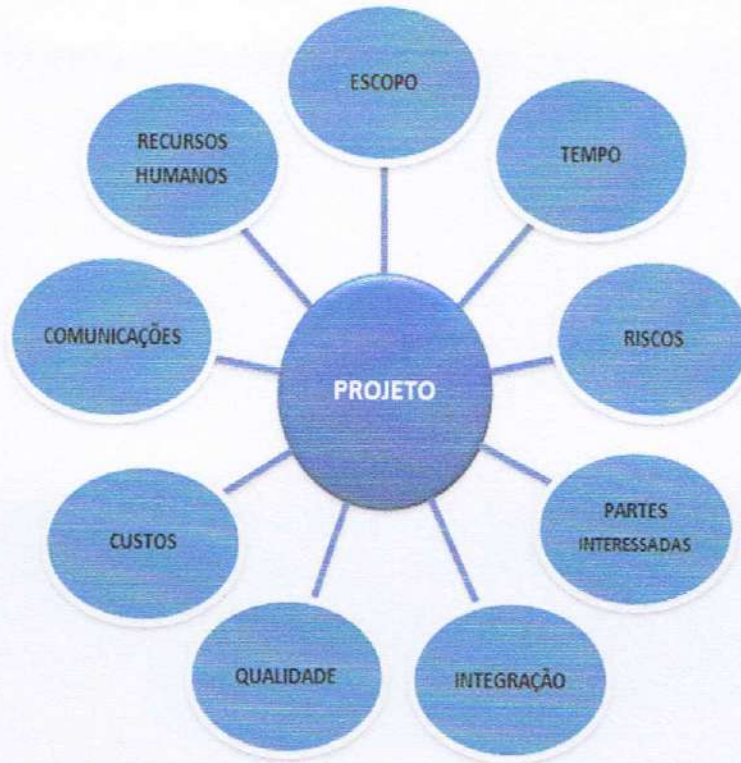 ESCOPO
TEMPO
RISCOS
PARTES
INTERESSADAS
INTEGRAÇÃO
QUALIDADE
CUSTOS
COMUNICAÇÕES
RECURSOS
HUMANOS
PROJETO